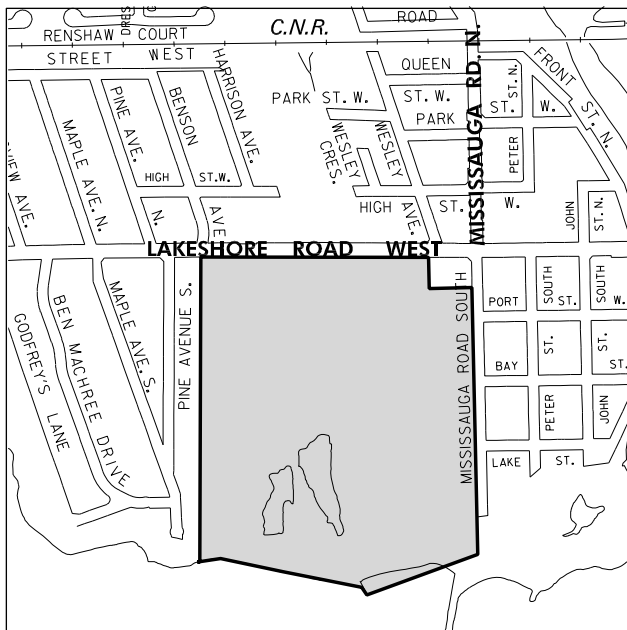 DRES
ROAD
RENSHAW COURT
C.N.R.
STREET WEST
QUEEN
FRONT ST. N.
MISSISSAUGA RD. N.
HARRISON AVE.
PARK ST. W.
ST. W.
ST. N.
PARK
ST. W.
PINE AVE.
BENSON
MAPLE AVE. N.
WESLEY CRES.
WESLEY
PETER
VIEW AVE.
HIGH ST.W.
HIGH ST. W.
N.
AVE.
AVE.
JOHN
ST. N.
LAKESHORE ROAD WEST
GODFREY'S LANE
BEN MACHREE DRIVE
MAPLE AVE. S.
PINE AVENUE S.
MISSISSAUGA ROAD SOUTH
PORT
SOUTH
ST.
SOUTH
W.
BAY
ST.
ST.
ST.
PETER
JOHN
LAKE ST.